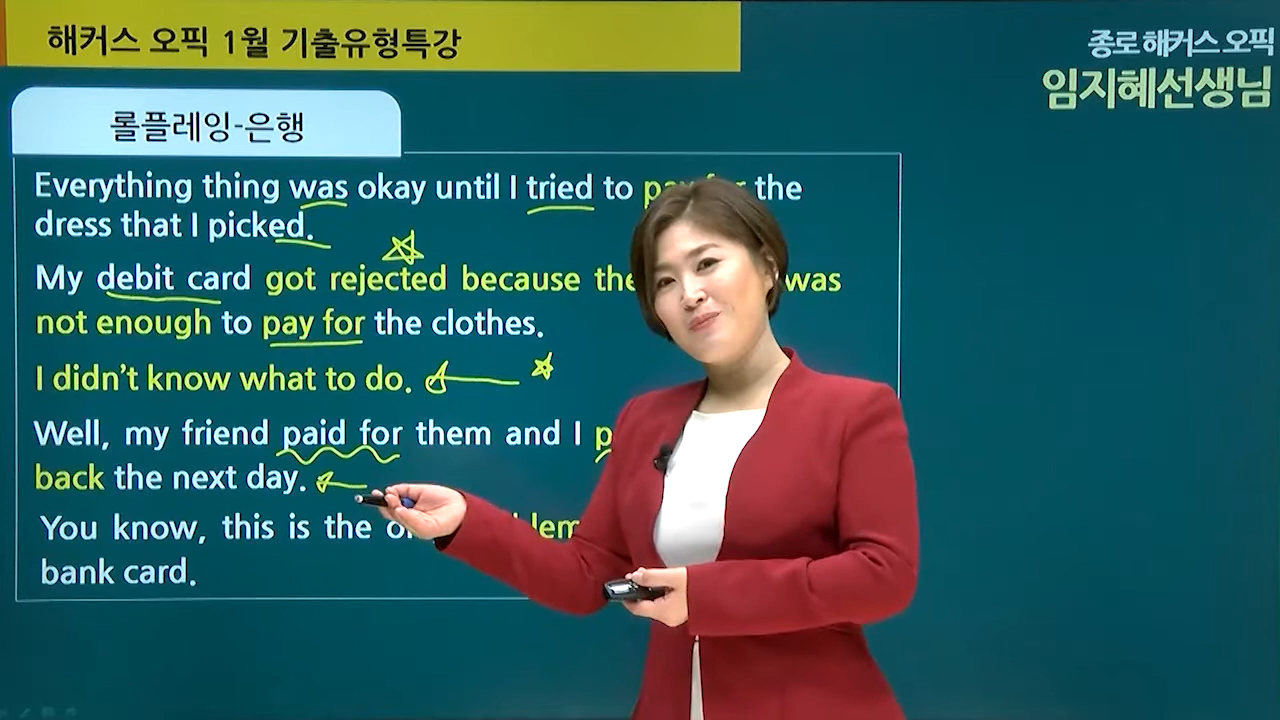 해커스 오픽 1월 기출유형특강
종로 해커스 오픽
임지혜선생님
롤플레잉-은행
Everything thing was okay until I tried to the
dress that I picked.
My debit card got rejected because was
not enough to pay for the clothes.
I didn't know what to do.
Well, my friend paid for them and I
back the next day.
You know, this is the
bank card.